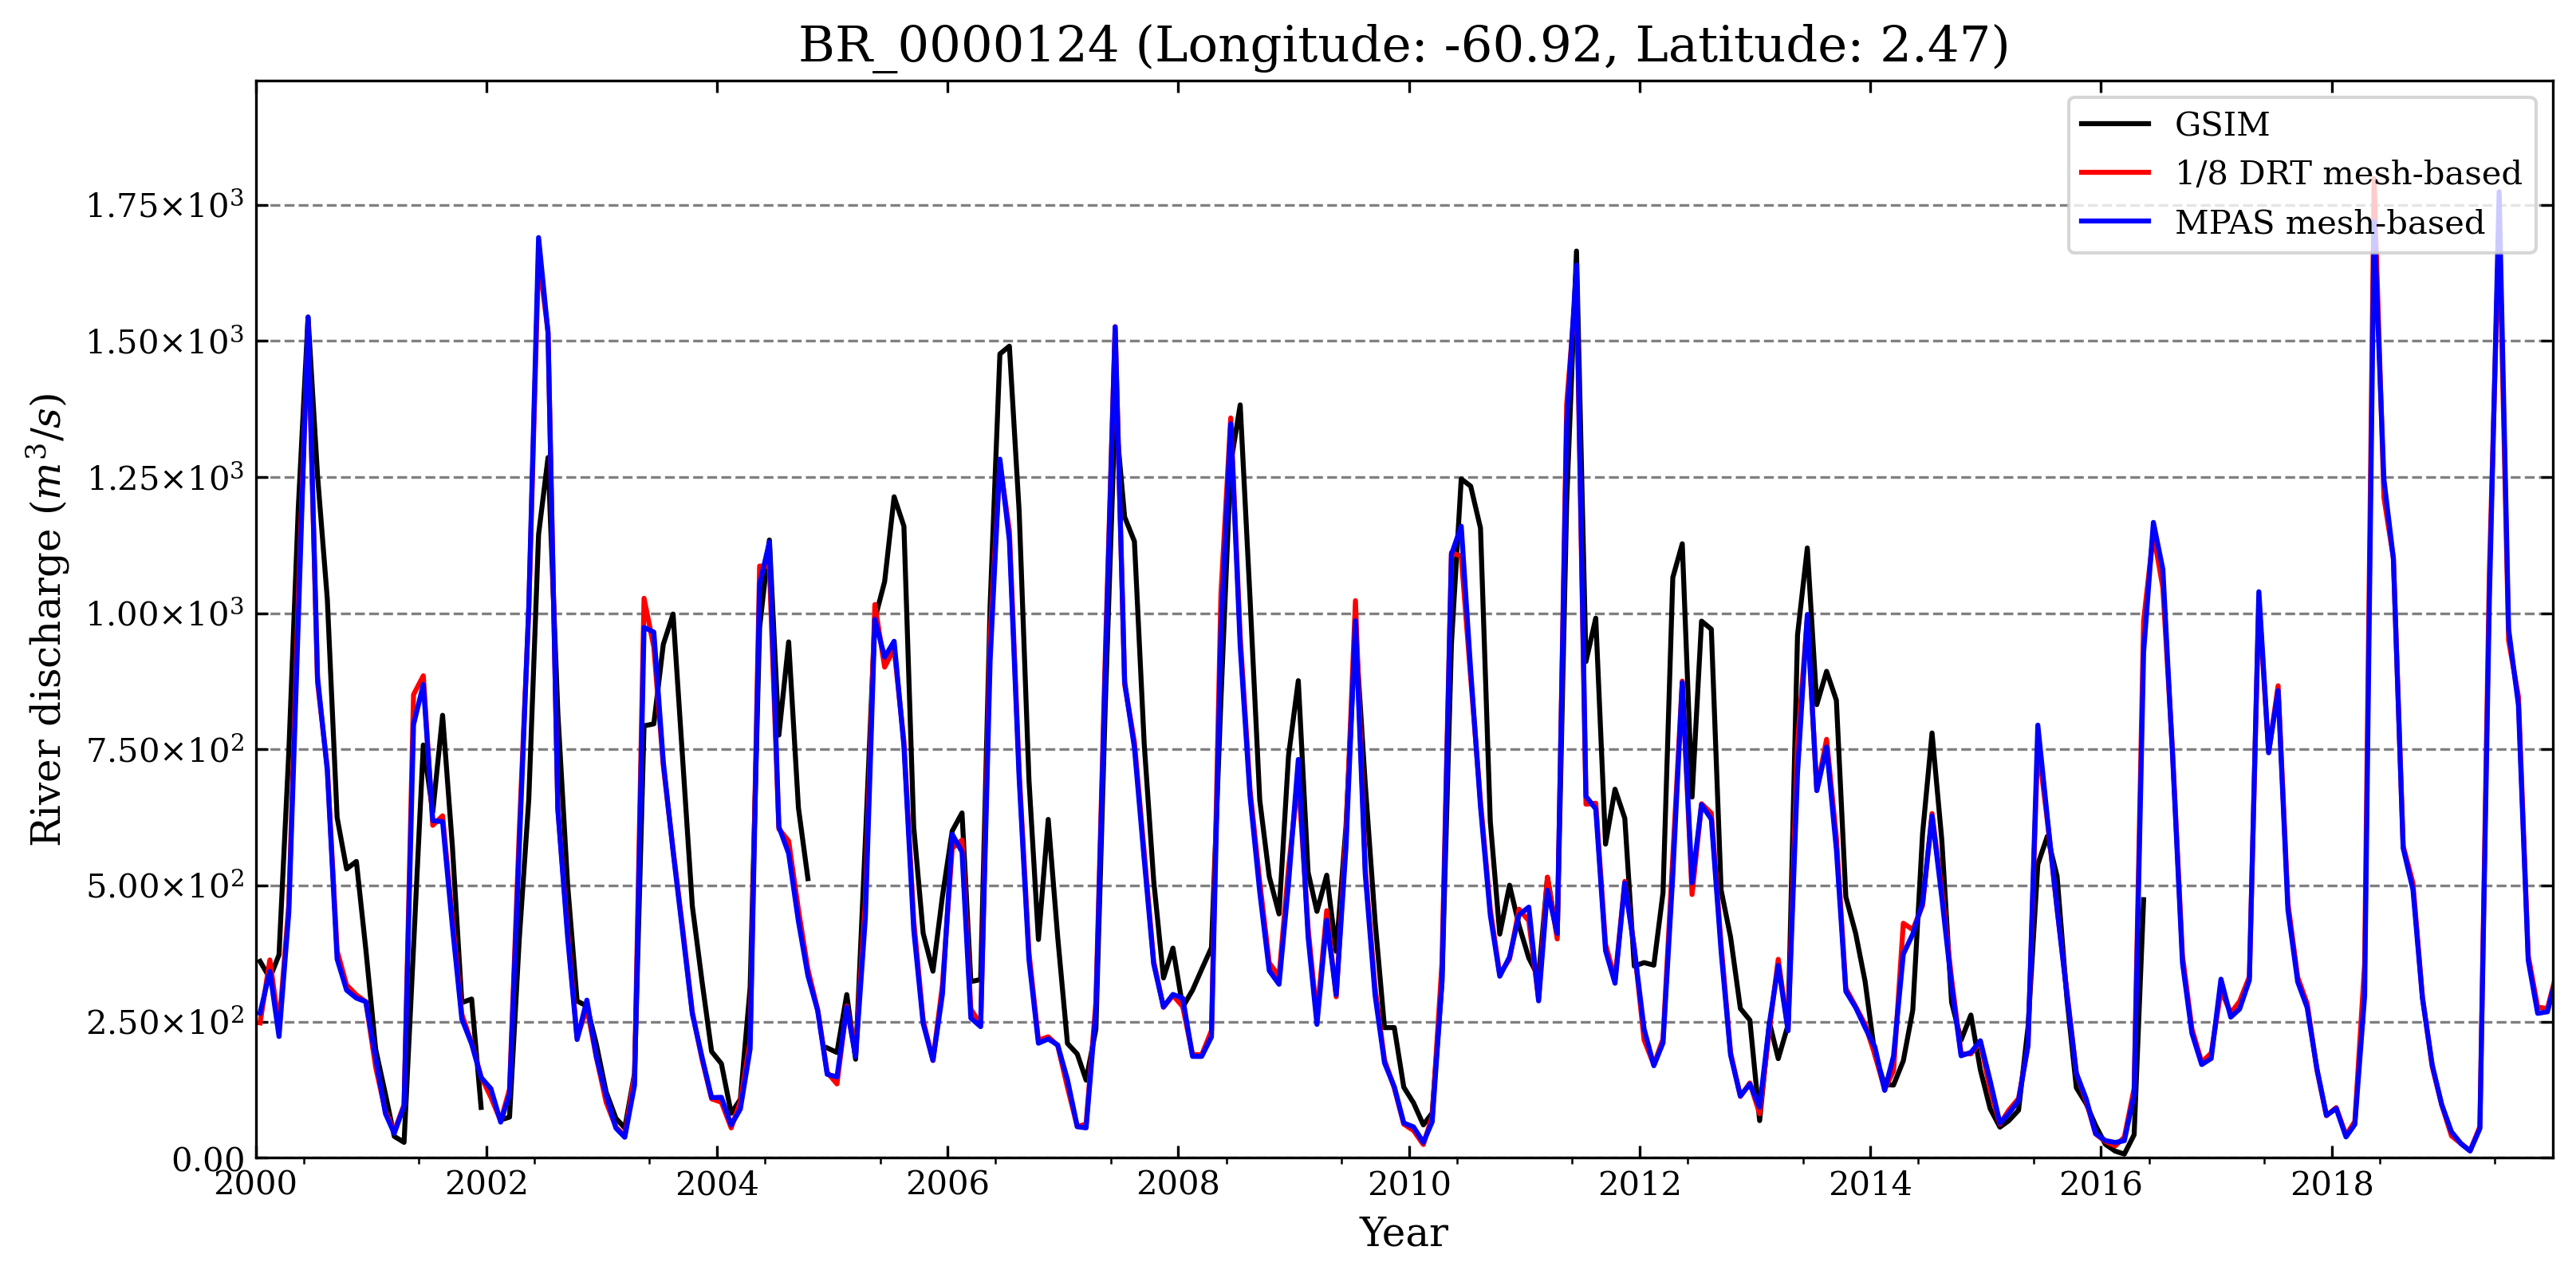 BR_0000124 (Longitude: -60.92, Latitude: 2.47)
GSIM
1/8 DRT mesh-based
MPAS mesh-based
River discharge (m³/s)
1.75×10³
1.50×10³
1.25×10³
1.00×10³
7.50×10²
5.00×10²
2.50×10²
0.00
2000 2002 2004 2006 2008 2010 2012 2014 2016 2018
Year